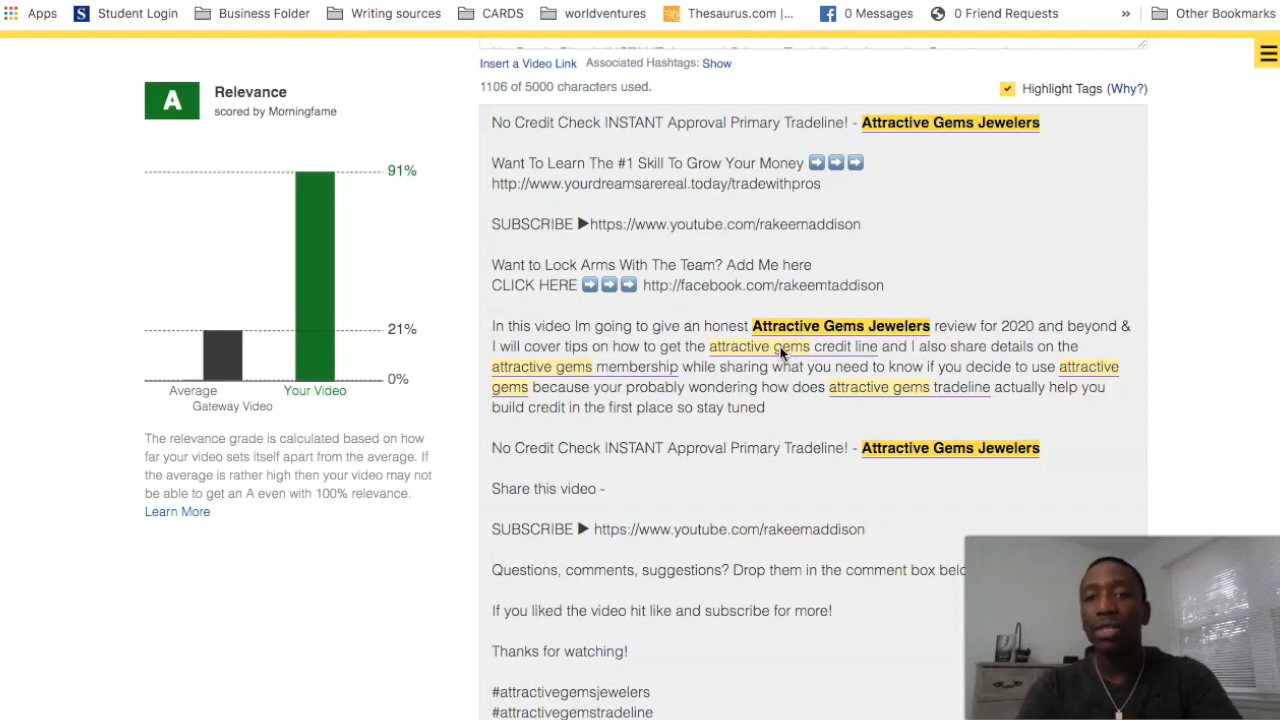 Apps Student Login Business Folder Writing sources CARDS worldventures Thesaurus.com |... 0 Messages 0 Friend Requests » Other Bookmarks
Insert a Video Link Associated Hashtags: Show
1106 of 5000 characters used. Highlight Tags (Why?)
A Relevance
scored by Morningfame
91%
21%
0%
Average Your Video
Gateway Video
The relevance grade is calculated based on how
far your video sets itself apart from the average. If
the average is rather high then your video may not
be able to get an A even with 100% relevance.
Learn More
No Credit Check INSTANT Approval Primary Tradeline! - Attractive Gems Jewelers
Want To Learn The #1 Skill To Grow Your Money ➡➡➡
http://www.yourdreamsarereal.today/tradewithpros
SUBSCRIBE ▶https://www.youtube.com/rakeemaddison
Want to Lock Arms With The Team? Add Me here
CLICK HERE ➡➡➡ http://facebook.com/rakeemtaddison
In this video Im going to give an honest Attractive Gems Jewelers review for 2020 and beyond &
I will cover tips on how to get the attractive gems credit line and I also share details on the
attractive gems membership while sharing what you need to know if you decide to use attractive
gems because your probably wondering how does attractive gems tradeline actually help you
build credit in the first place so stay tuned
No Credit Check INSTANT Approval Primary Tradeline! - Attractive Gems Jewelers
Share this video -
SUBSCRIBE ▶ https://www.youtube.com/rakeemaddison
Questions, comments, suggestions? Drop them in the comment box
If you liked the video hit like and subscribe for more!
Thanks for watching!
#attractivegemsjewelers
#attractivegemstradeline